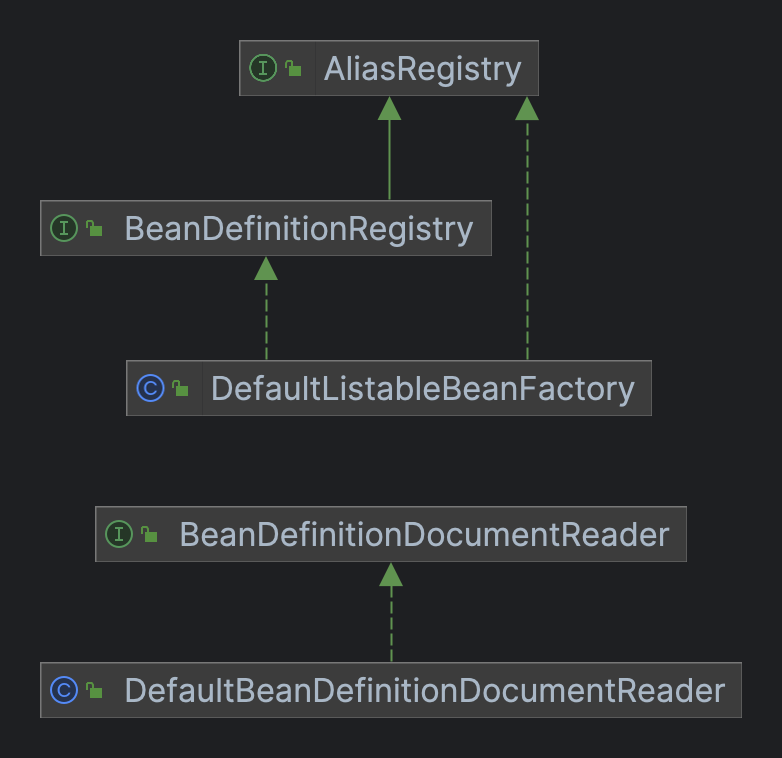 I AliasRegistry
I BeanDefinitionRegistry
C DefaultListableBeanFactory
I BeanDefinitionDocumentReader
C DefaultBeanDefinitionDocumentReader